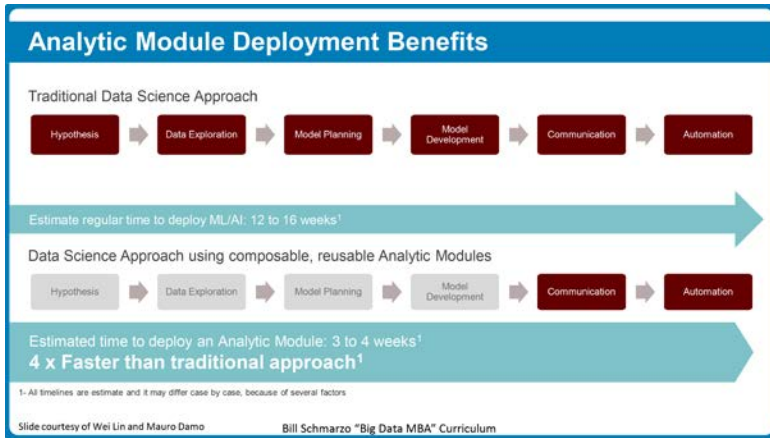 Analytic Module Deployment Benefits
Traditional Data Science Approach
Hypothesis
Data Exploration
Model Planning
Model
Development
Communication
Automation
Estimate regular time to deploy ML/AI: 12 to 16 weeks¹
Data Science Approach using composable, reusable Analytic Modules
Hypothesis
Data Exploration
Model Planning
Model
Development
Communication
Automation
Estimated time to deploy an Analytic Module: 3 to 4 weeks¹
4 x Faster than traditional approach¹
1- All timelines are estimate and it may differ case by case, because of several factors
Slide courtesy of Wei Lin and Mauro Damo
Bill Schmarzo "Big Data MBA" Curriculum